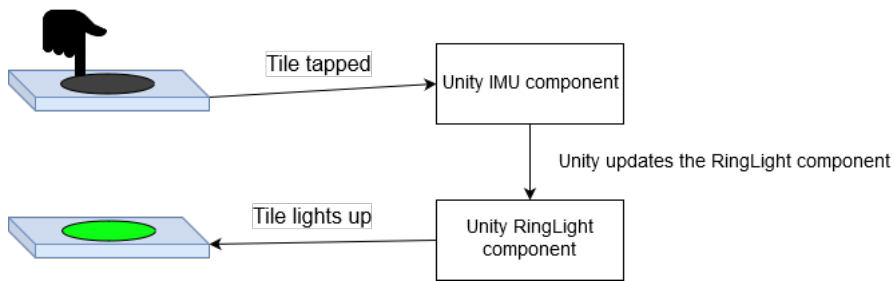 Tile tapped
Unity IMU component
Unity updates the RingLight component
Unity RingLight
component
Tile lights up